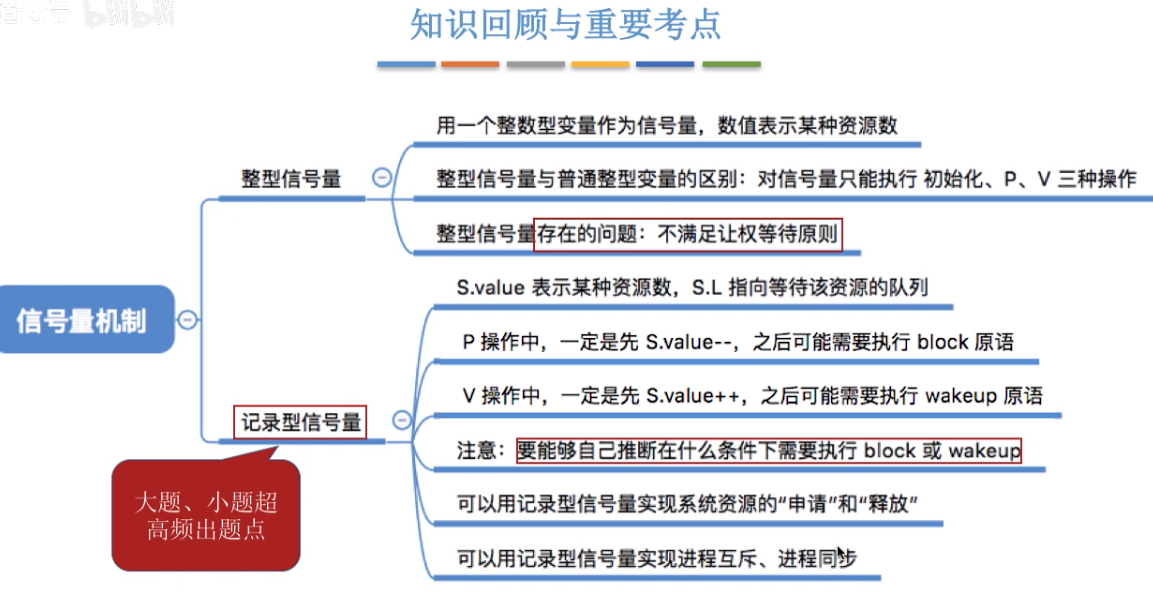 bilibili
知识回顾与重要考点
用一个整数型变量作为信号量，数值表示某种资源数
整型信号量
整型信号量与普通整型变量的区别：对信号量只能执行 初始化、P、V 三种操作
整型信号量存在的问题：不满足让权等待原则
信号量机制
S.value 表示某种资源数，S.L 指向等待该资源的队列
P 操作中，一定是先 S.value--，之后可能需要执行 block 原语
V 操作中，一定是先 S.value++，之后可能需要执行 wakeup 原语
记录型信号量
注意：要能够自己推断在什么条件下需要执行 block 或 wakeup
大题、小题超
高频出题点
可以用记录型信号量实现系统资源的“申请”和“释放”
可以用记录型信号量实现进程互斥、进程同步